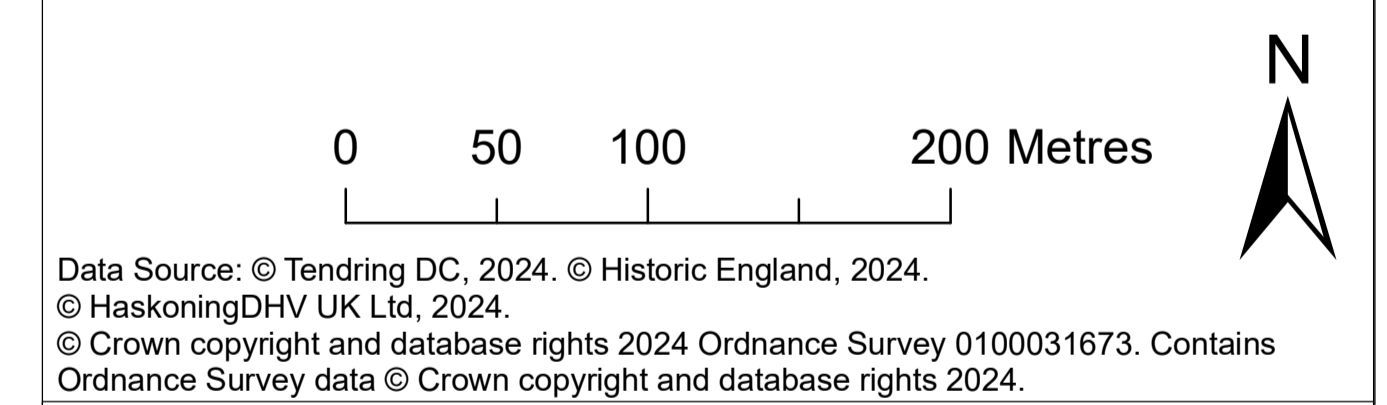 N
0 50 100 200 Metres
Data Source: © Tendring DC, 2024. © Historic England, 2024.
© HaskoningDHV UK Ltd, 2024.
© Crown copyright and database rights 2024 Ordnance Survey 0100031673. Contains
Ordnance Survey data © Crown copyright and database rights 2024.